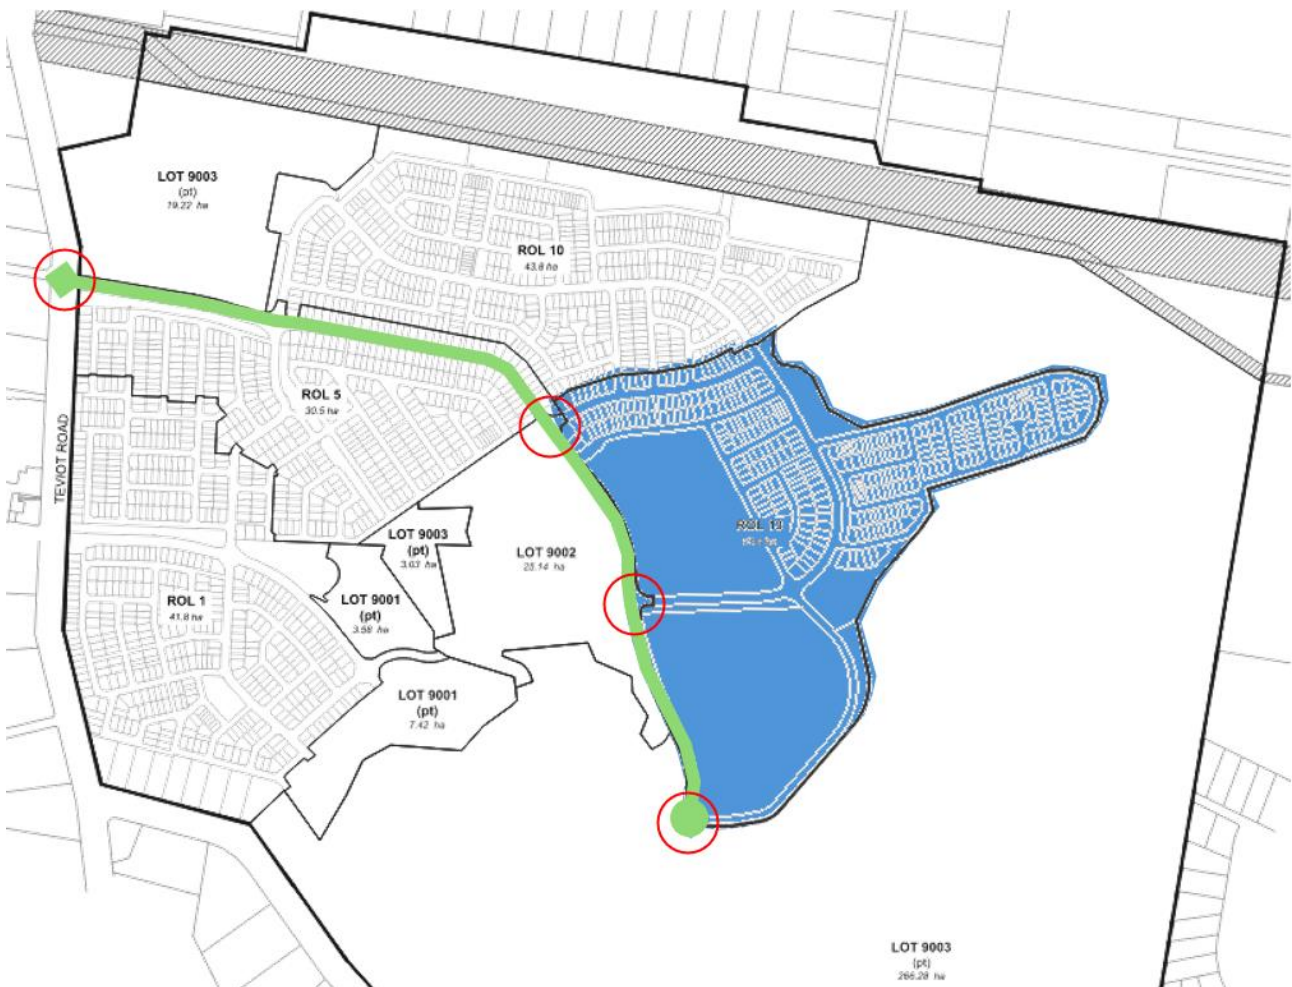 LOT 9003
(pt)
19.22 ha
ROL 10
43.8 ha
ROL 5
30.5 ha
TEVIOT ROAD
LOT 9003
(pt)
3.03 ha
LOT 9002
25.14 ha
ROL 13
ROL 1
41.8 ha
LOT 9001
(pt)
3.58 ha
LOT 9001
(pt)
7.42 ha
LOT 9003
(pt)
266.28 ha